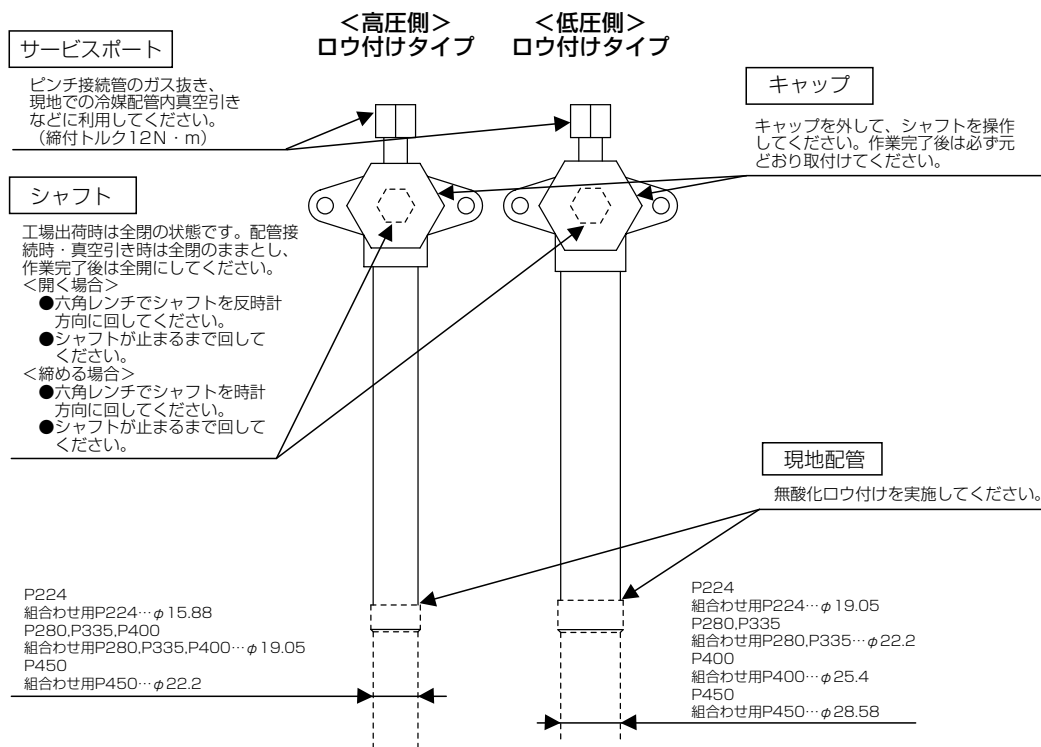 ＜高圧側＞
ロウ付けタイプ
＜低圧側＞
ロウ付けタイプ
サービスポート
ピンチ接続管のガス抜き、
現地での冷媒配管内真空引き
などに利用してください。
（締付トルク12N・m）
キャップ
キャップを外して、シャフトを操作
してください。作業完了後は必ず元
どおり取付けてください。
シャフト
工場出荷時は全閉の状態です。配管接
続時・真空引き時は全閉のままとし、
作業完了後は全開にしてください。
＜開く場合＞
●六角レンチでシャフトを反時計
方向に回してください。
●シャフトが止まるまで回して
ください。
＜締める場合＞
●六角レンチでシャフトを時計
方向に回してください。
●シャフトが止まるまで回して
ください。
現地配管
無酸化ロウ付けを実施してください。
P224
組合わせ用P224…φ15.88
P280,P335,P400
組合わせ用P280,P335,P400…φ19.05
P450
組合わせ用P450…φ22.2
P224
組合わせ用P224…φ19.05
P280,P335
組合わせ用P280,P335…φ22.2
P400
組合わせ用P400…φ25.4
P450
組合わせ用P450…φ28.58